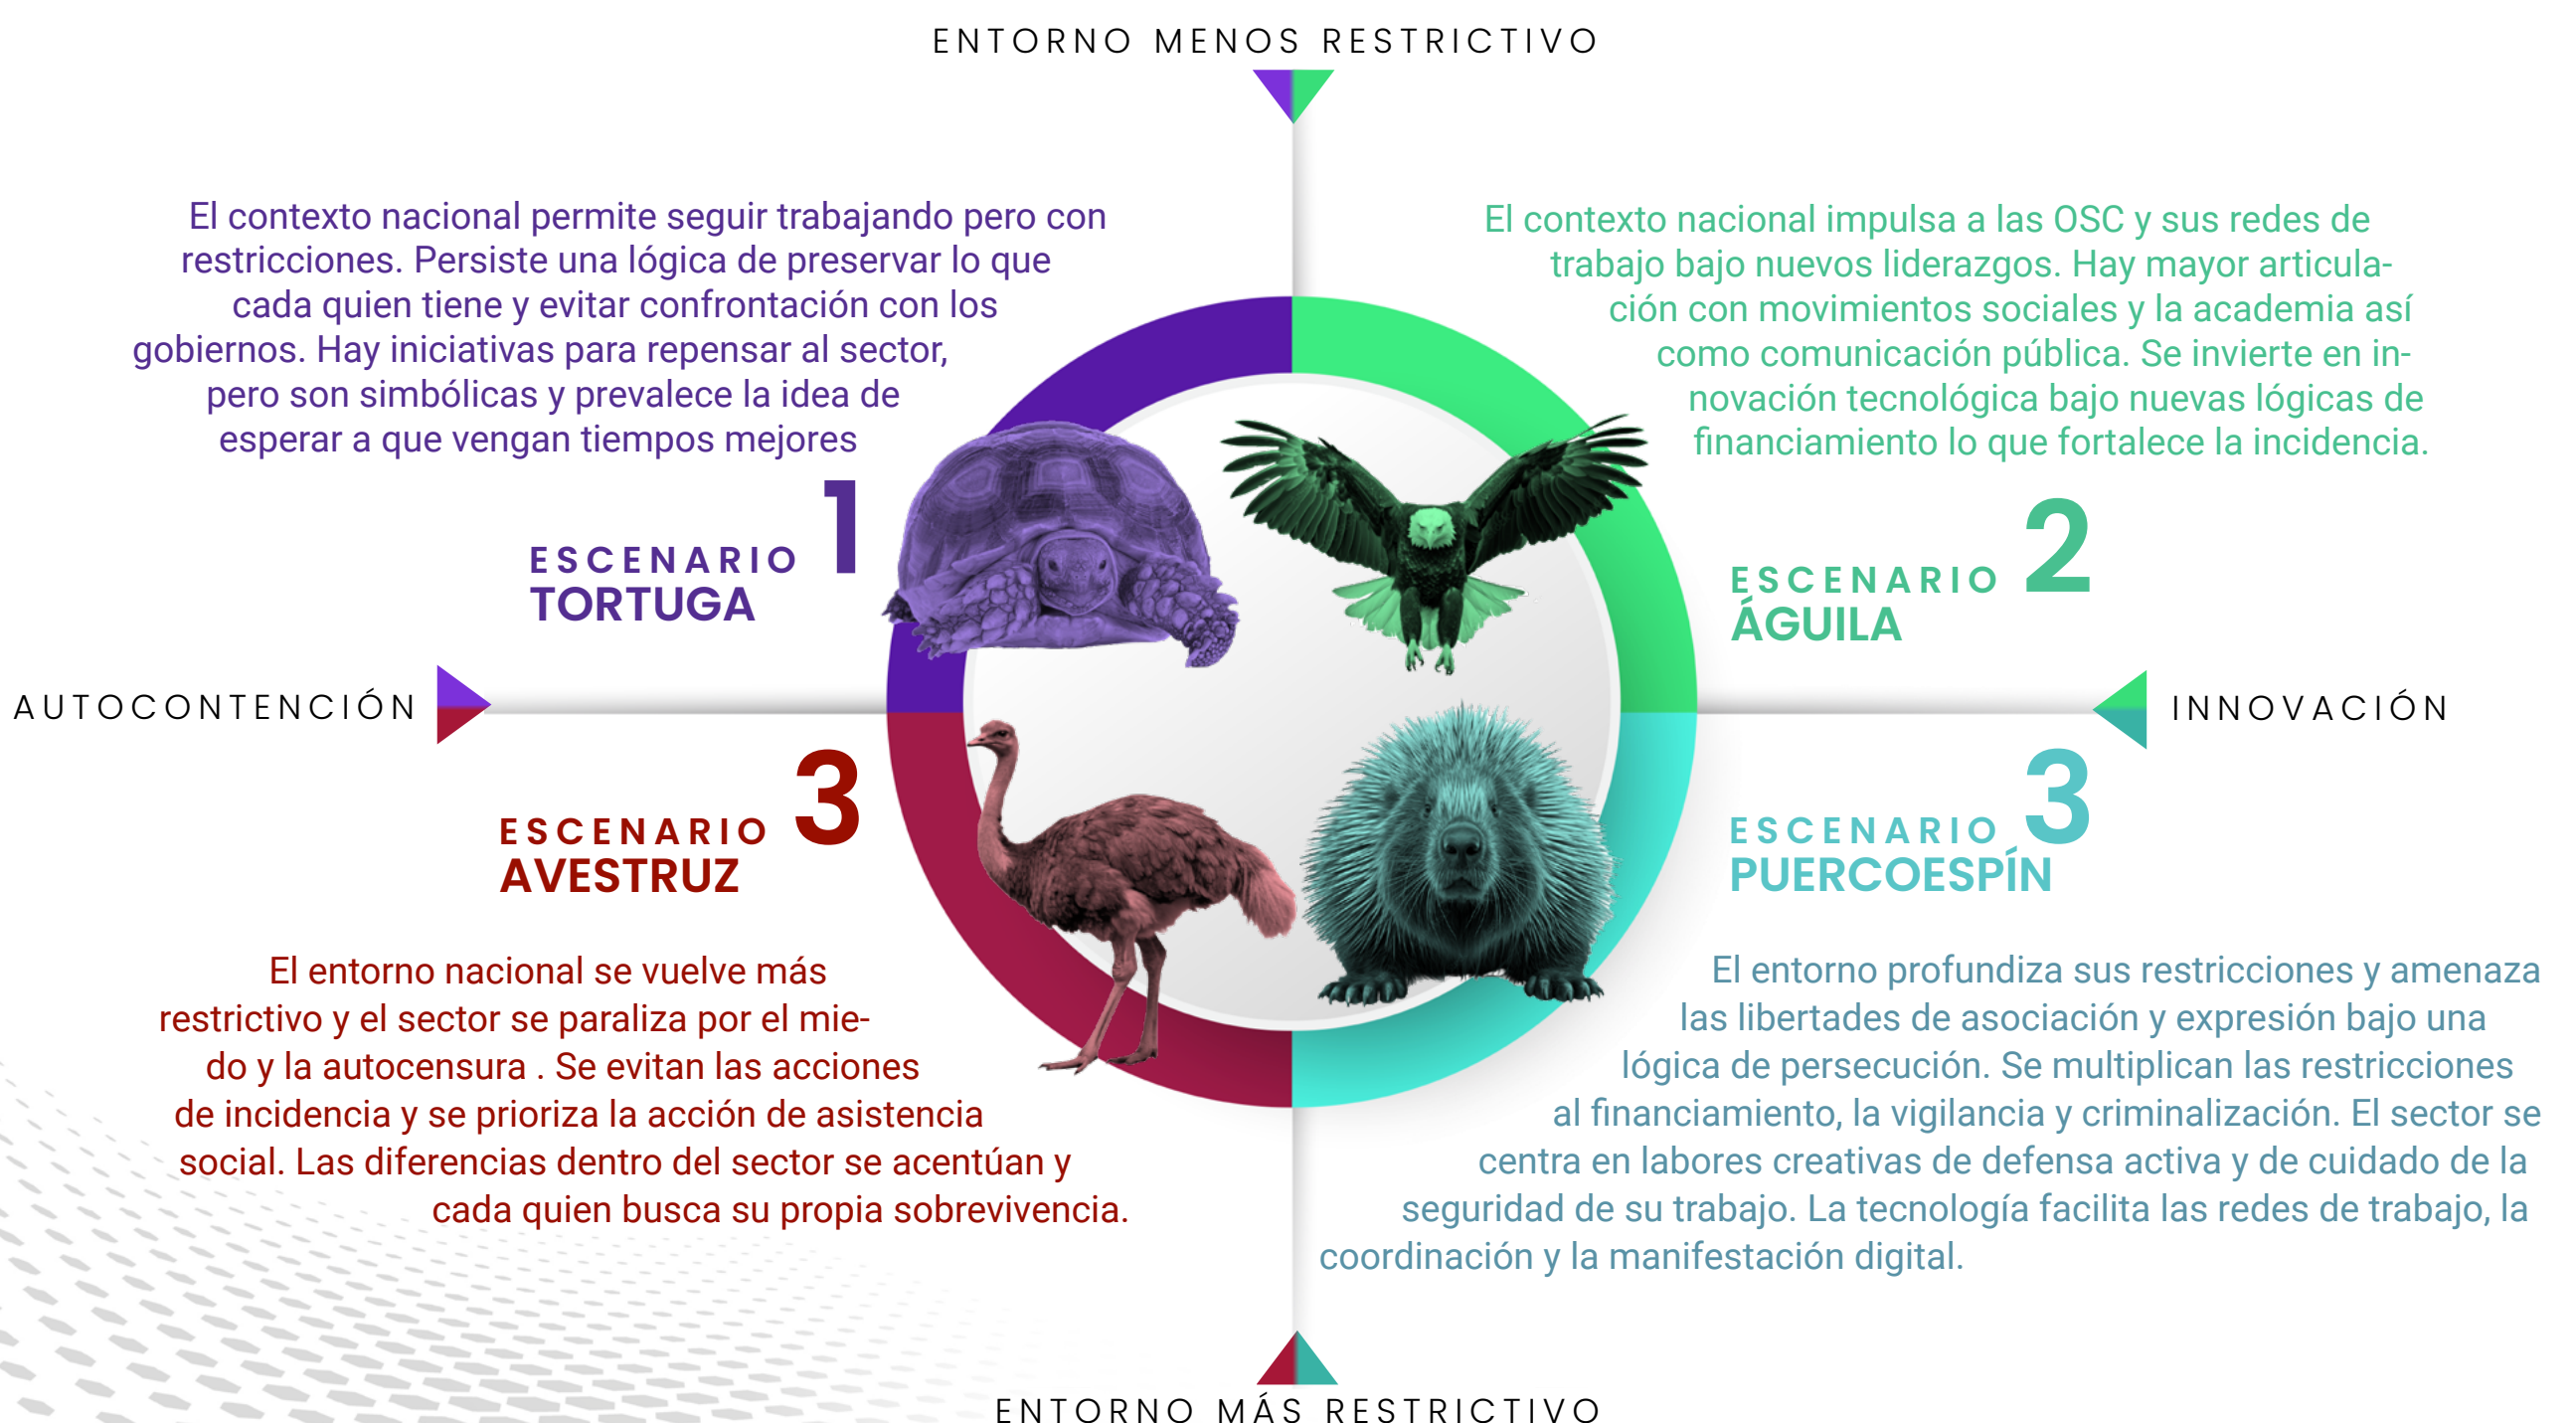 ENTORNO MENOS RESTRICTIVO
El contexto nacional permite seguir trabajando pero con
restricciones. Persiste una lógica de preservar lo que
cada quien tiene y evitar confrontación con los
gobiernos. Hay iniciativas para repensar al sector,
pero son simbólicas y prevalece la idea de
esperar a que vengan tiempos mejores
1
ESCENARIO
TORTUGA
El contexto nacional impulsa a las OSC y sus redes de
trabajo bajo nuevos liderazgos. Hay mayor articula-
ción con movimientos sociales y la academia así
como comunicación pública. Se invierte en in-
novación tecnológica bajo nuevas lógicas de
financiamiento lo que fortalece la incidencia.
2
ESCENARIO
ÁGUILA
AUTOCONTENCIÓN
INNOVACIÓN
3
ESCENARIO
AVESTRUZ
El entorno nacional se vuelve más
restrictivo y el sector se paraliza por el mie-
do y la autocensura . Se evitan las acciones
de incidencia y se prioriza la acción de asistencia
social. Las diferencias dentro del sector se acentúan y
cada quien busca su propia sobrevivencia.
3
ESCENARIO
PUERCOESPÍN
El entorno profundiza sus restricciones y amenaza
las libertades de asociación y expresión bajo una
lógica de persecución. Se multiplican las restricciones
al financiamiento, la vigilancia y criminalización. El sector se
centra en labores creativas de defensa activa y de cuidado de la
seguridad de su trabajo. La tecnología facilita las redes de trabajo, la
coordinación y la manifestación digital.
ENTORNO MÁS RESTRICTIVO